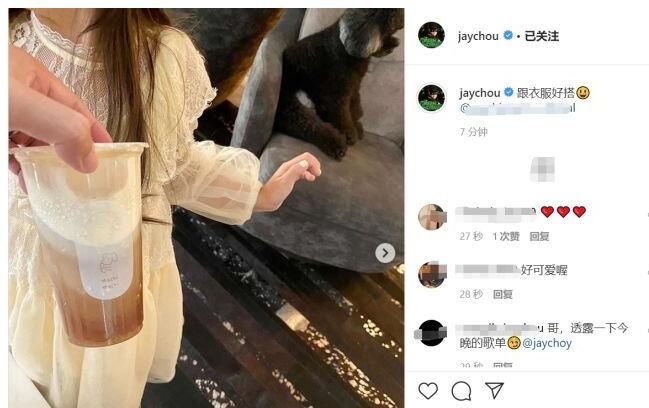 jaychou • 已关注
jaychou 跟衣服好搭
@
7 分钟
27 秒 1 次赞 回复
好可爱喔
28 秒 回复
哥，透露一下今
晚的歌单 @jaychoy
29 秒 回复